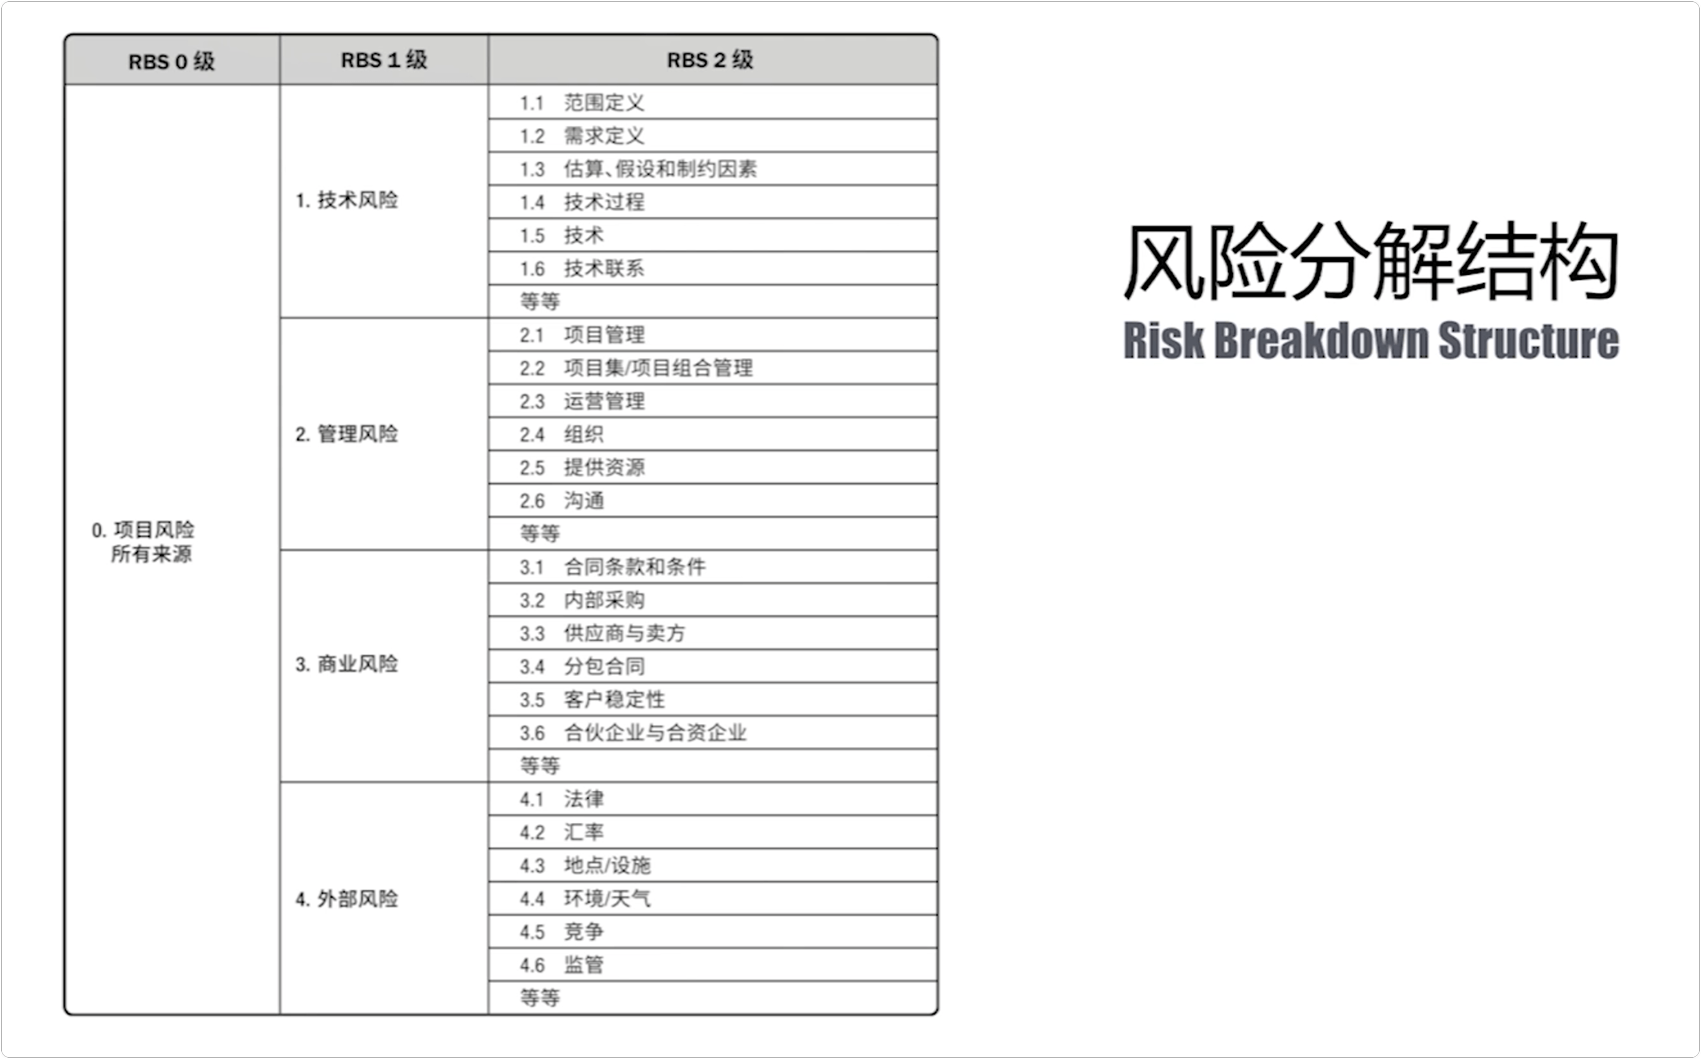 RBS 0 级
RBS 1 级
RBS 2 级
0. 项目风险
所有来源
1. 技术风险
1.1 范围定义
1.2 需求定义
1.3 估算、假设和制约因素
1.4 技术过程
1.5 技术
1.6 技术联系
等等
2. 管理风险
2.1 项目管理
2.2 项目集/项目组合管理
2.3 运营管理
2.4 组织
2.5 提供资源
2.6 沟通
等等
3. 商业风险
3.1 合同条款和条件
3.2 内部采购
3.3 供应商与卖方
3.4 分包合同
3.5 客户稳定性
3.6 合伙企业与合资企业
等等
4. 外部风险
4.1 法律
4.2 汇率
4.3 地点/设施
4.4 环境/天气
4.5 竞争
4.6 监管
等等
风险分解结构
Risk Breakdown Structure